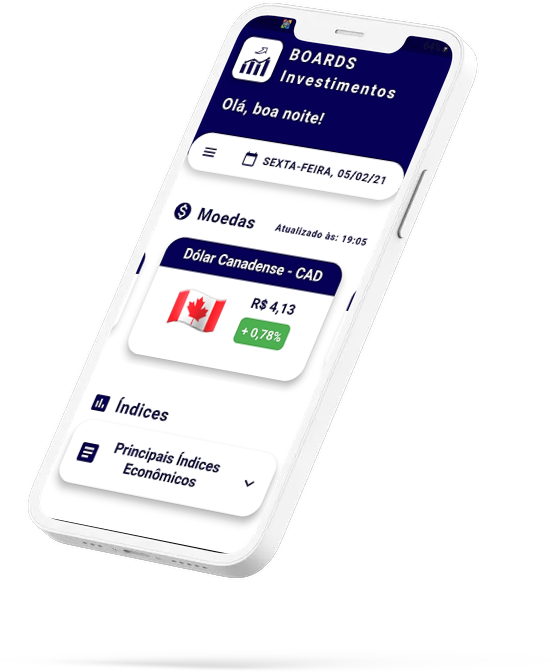 BOARDS
Investimentos
Olá, boa noite!
SEXTA-FEIRA, 05/02/21
Moedas
Atualizado às: 19:05
Dólar Canadense - CAD
R$ 4,13
+ 0,78%
Índices
Principais Índices
Econômicos